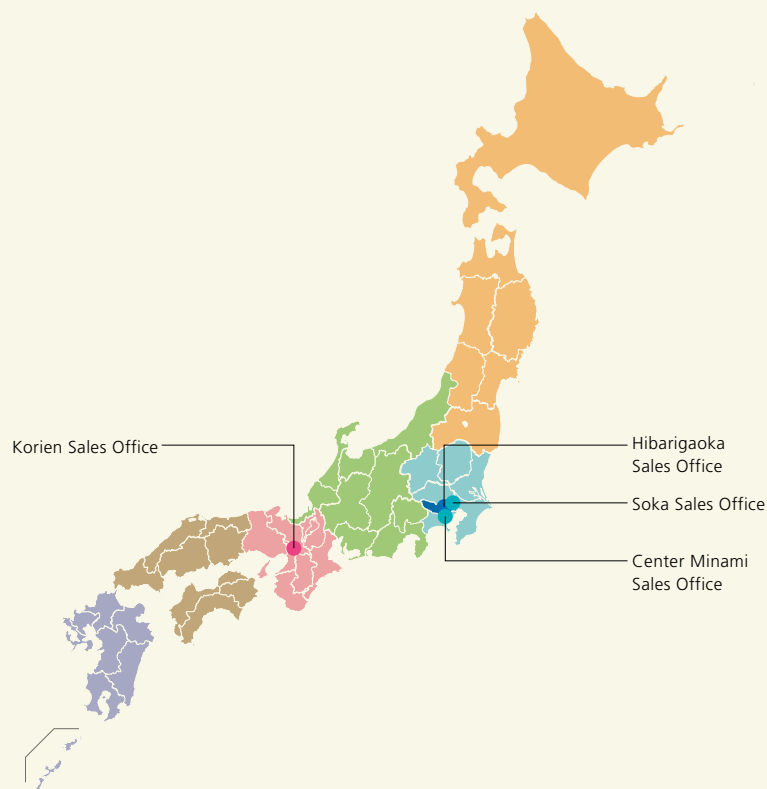 Korien Sales Office
Hibarigaoka
Sales Office
Soka Sales Office
Center Minami
Sales Office